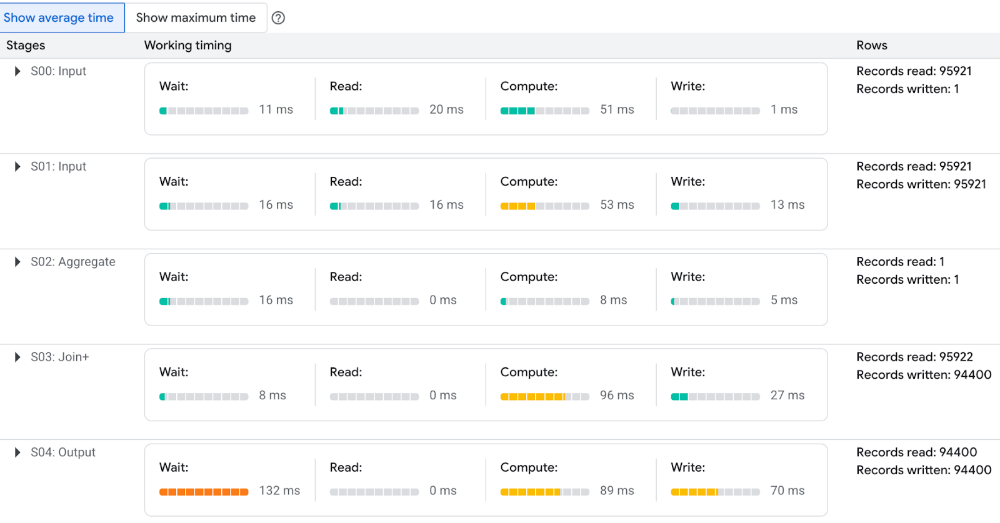 Show average time Show maximum time ?
Stages Working timing Rows
S00: Input Wait: Read: Compute: Write: Records read: 95921
11 ms 20 ms 51 ms 1 ms Records written: 1
S01: Input Wait: Read: Compute: Write: Records read: 95921
16 ms 16 ms 53 ms 13 ms Records written: 95921
S02: Aggregate Wait: Read: Compute: Write: Records read: 1
16 ms 0 ms 8 ms 5 ms Records written: 1
S03: Join+ Wait: Read: Compute: Write: Records read: 95922
8 ms 0 ms 96 ms 27 ms Records written: 94400
S04: Output Wait: Read: Compute: Write: Records read: 94400
132 ms 0 ms 89 ms 70 ms Records written: 94400